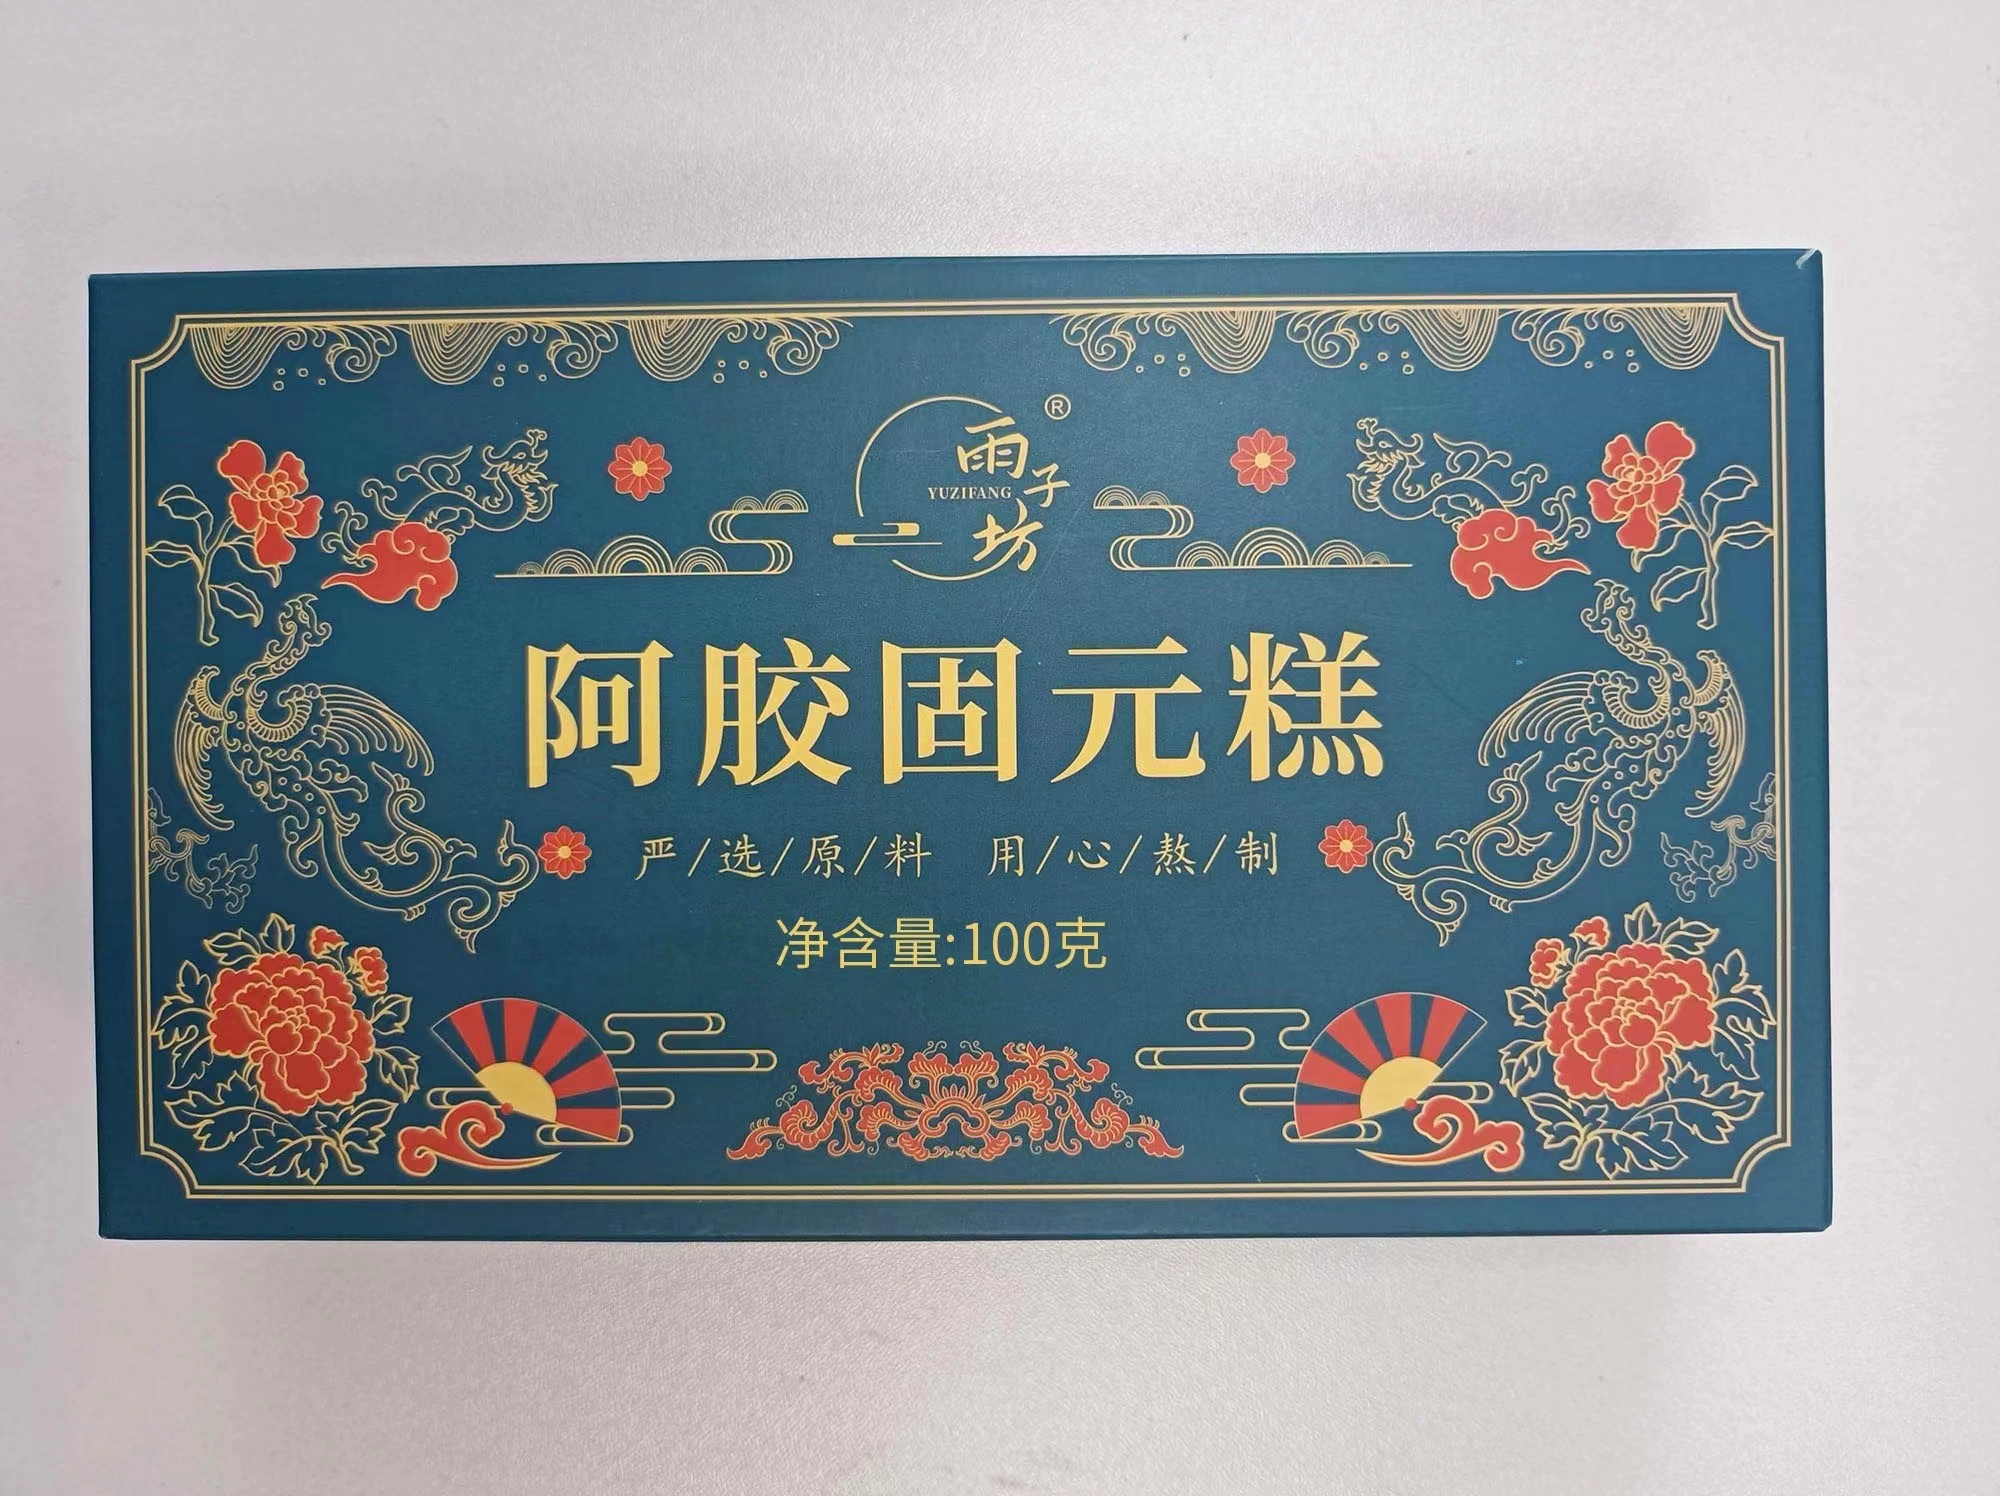 雨子坊
YUZIFANG
®
阿胶固元糕
严/选/原/料 用/心/熬/制
净含量:100克